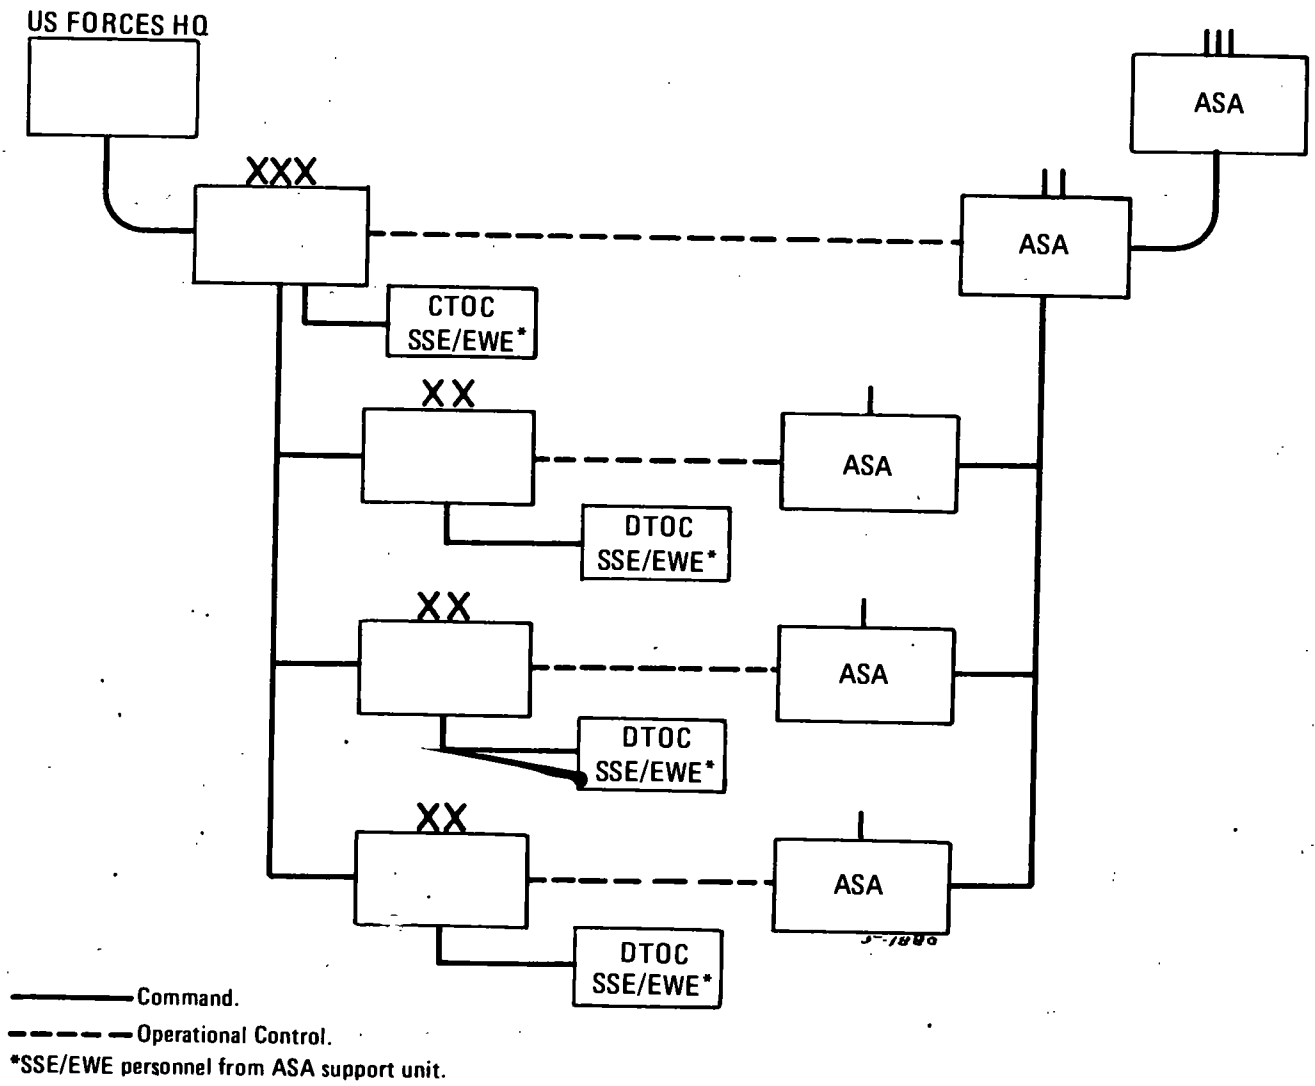 US FORCES HQ
III
ASA
XXX
II
ASA
CTOC
SSE/EWE*
XX
I
ASA
DTOC
SSE/EWE*
XX
I
ASA
DTOC
SSE/EWE*
XX
I
ASA
DTOC
SSE/EWE*
Command.
Operational Control.
*SSE/EWE personnel from ASA support unit.